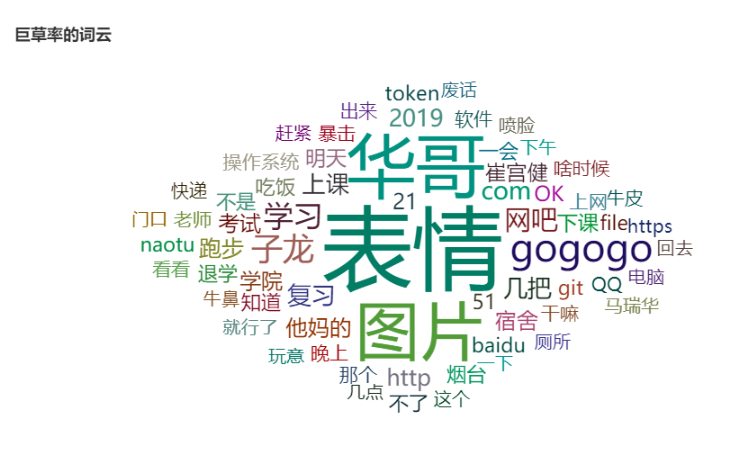 巨草率的词云
token 废话
出来 2019 软件 喷脸
赶紧 暴击 华哥 一会 下午
操作系统 明天 崔宫健 啥时候
快递 不是 吃饭 上课 21 com OK 上网 牛皮
门口 老师 考试 学习 表情 网吧 下课 file https
naotu 跑步 子龙 gogogo 回去
看看 退学 学院 几把 git QQ 电脑
牛鼻 知道 复习 图片 51 宿舍 干嘛 马瑞华
就行了 他妈的 baidu 厕所
玩意 晚上 那个 http 烟台 一下
几点 不了 这个